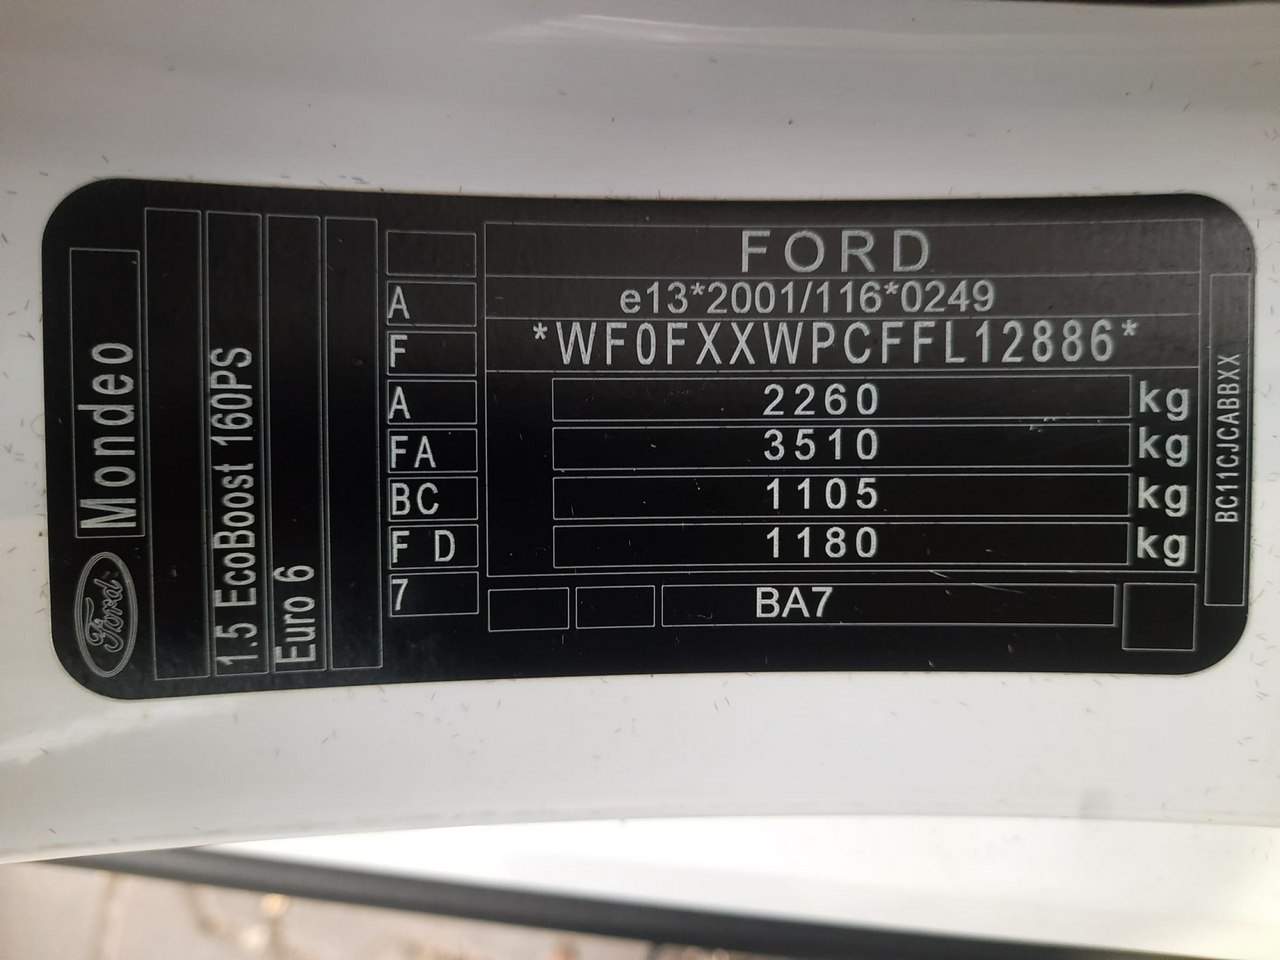 Ford
Mondeo
1.5 EcoBoost 160PS
Euro 6
A
F
A
FA
BC
F D
7
FORD
e13*2001/116*0249
*WF0FXXWPCFFL12886*
2260 kg
3510 kg
1105 kg
1180 kg
BA7
BC11CJCABBXX